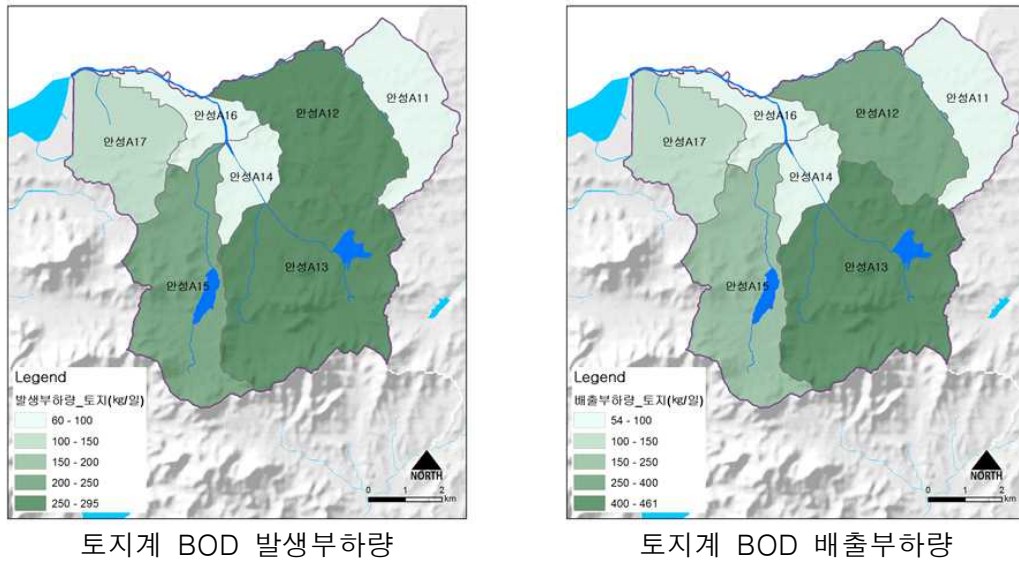 안성A11
안성A12
안성A16
안성A17
안성A14
안성A13
안성A15
Legend
발생부하량_토지(kg/일)
60 - 100
100 - 150
150 - 200
200 - 250
250 - 295
NORTH
0 1 2
km
토지계 BOD 발생부하량
안성A11
안성A12
안성A16
안성A17
안성A14
안성A13
안성A15
Legend
배출부하량_토지(kg/일)
54 - 100
100 - 150
150 - 250
250 - 400
400 - 461
NORTH
0 1 2
km
토지계 BOD 배출부하량